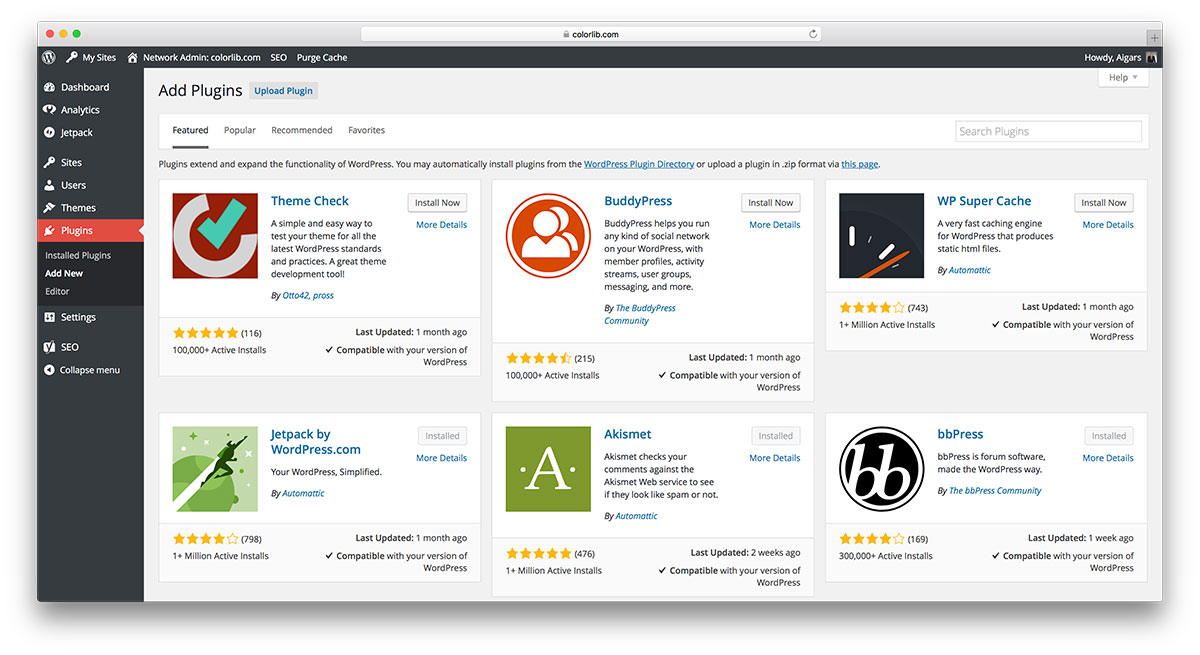 colorlib.com
My Sites
Network Admin: colorlib.com
SEO
Purge Cache
Howdy, Aigars
Dashboard
Analytics
Jetpack
Sites
Users
Themes
Plugins
Installed Plugins
Add New
Editor
Settings
SEO
Collapse menu
Help
Add Plugins
Upload Plugin
Featured
Popular
Recommended
Favorites
Search Plugins
Plugins extend and expand the functionality of WordPress. You may automatically install plugins from the WordPress Plugin Directory or upload a plugin in .zip format via this page.
Theme Check
Install Now
More Details
A simple and easy way to
test your theme for all the
latest WordPress standards
and practices. A great theme
development tool!
By Otto42, pross
(116)
100,000+ Active Installs
Last Updated: 1 month ago
Compatible with your version of
WordPress
BuddyPress
Install Now
More Details
BuddyPress helps you run
any kind of social network
on your WordPress, with
member profiles, activity
streams, user groups,
messaging, and more.
By The BuddyPress
Community
(215)
100,000+ Active Installs
Last Updated: 1 month ago
Compatible with your version of
WordPress
WP Super Cache
Install Now
More Details
A very fast caching engine
for WordPress that produces
static html files.
By Automattic
(743)
1+ Million Active Installs
Last Updated: 1 month ago
Compatible with your version of
WordPress
Jetpack by
WordPress.com
Installed
More Details
Your WordPress, Simplified.
By Automattic
(798)
1+ Million Active Installs
Last Updated: 1 month ago
Compatible with your version of
WordPress
·A·
Akismet
Installed
More Details
Akismet checks your
comments against the
Akismet Web service to see
if they look like spam or not.
By Automattic
(476)
1+ Million Active Installs
Last Updated: 2 weeks ago
Compatible with your version of
WordPress
bb
bbPress
Installed
More Details
bbPress is forum software,
made the WordPress way.
By The bbPress Community
(169)
300,000+ Active Installs
Last Updated: 1 week ago
Compatible with your version of
WordPress